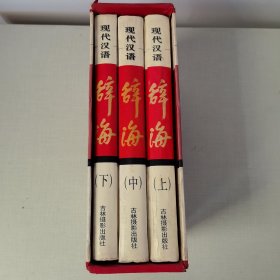 现代汉语
辞海
(下)
吉林摄影出版社
现代汉语
辞海
(中)
吉林摄影出版社
现代汉语
辞海
(上)
吉林摄影出版社